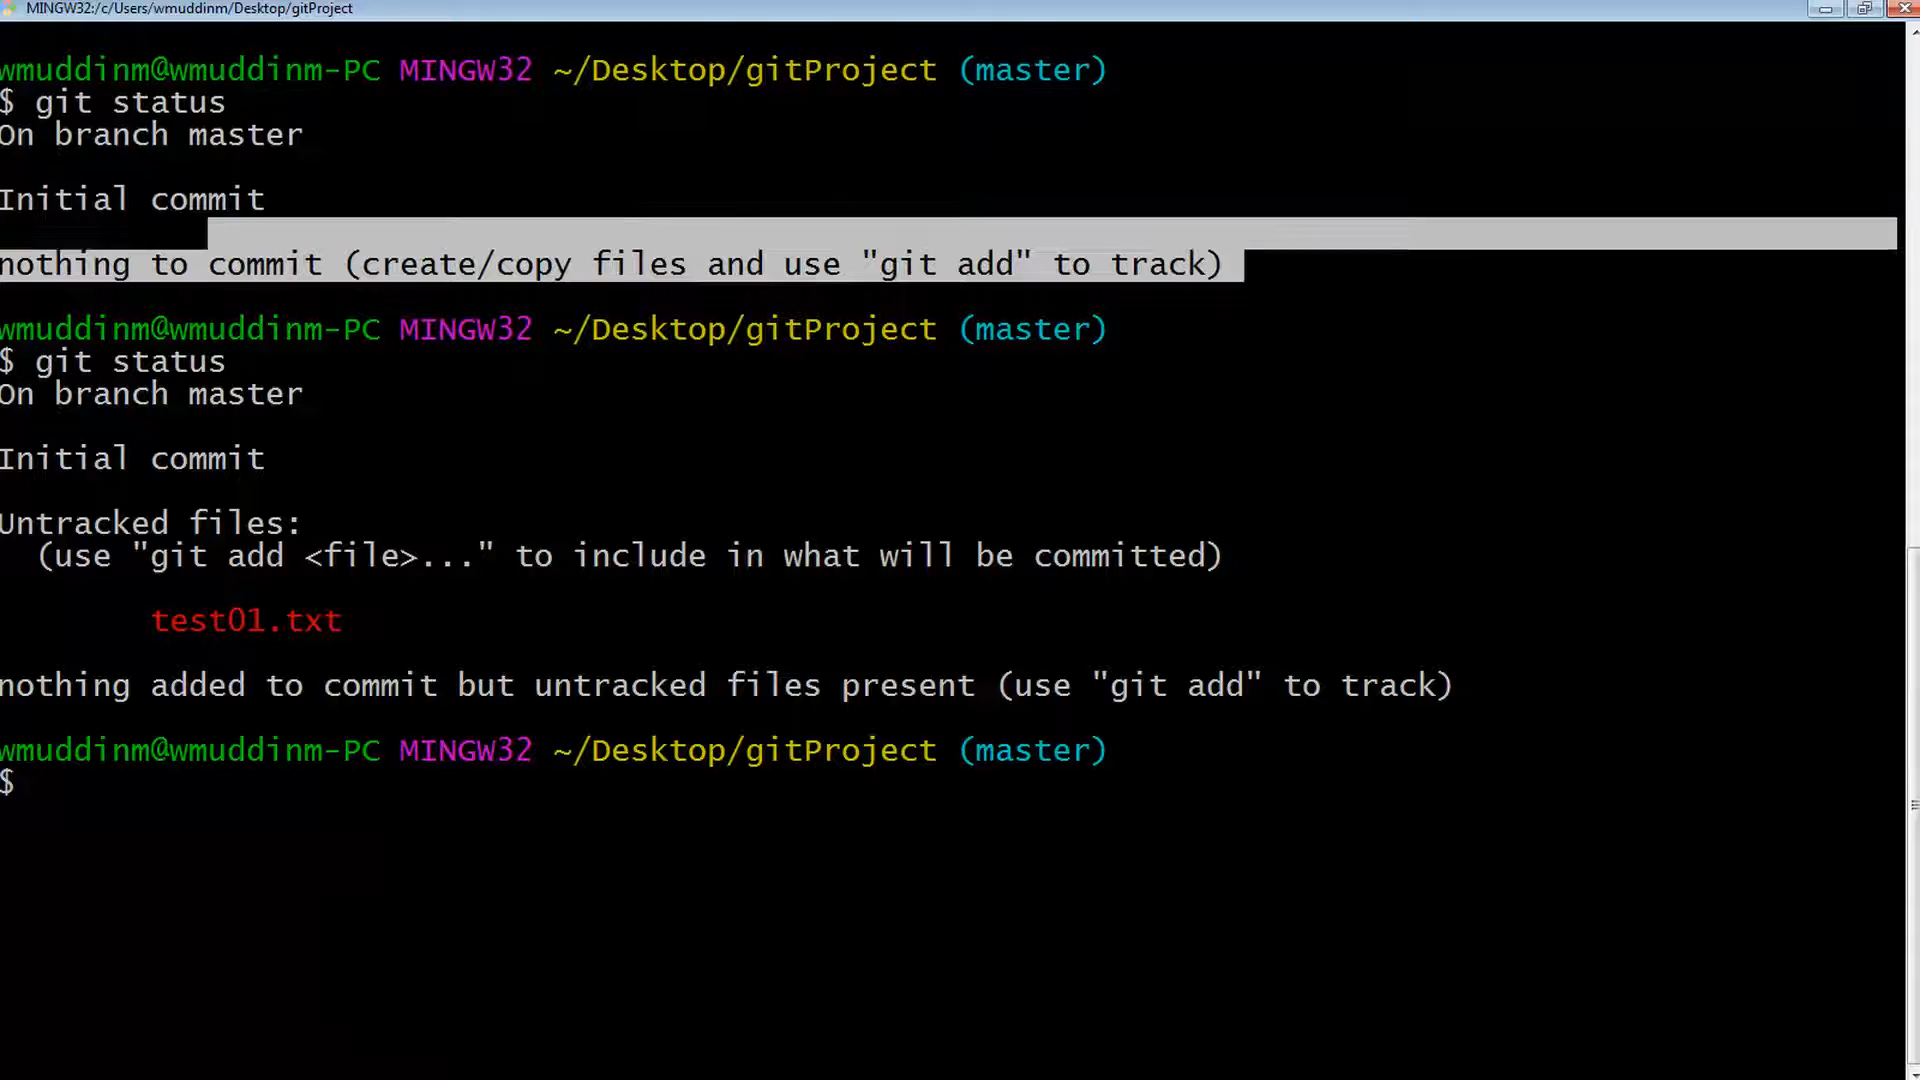 MINGW32:/c/Users/wmuddinm/Desktop/gitProject
wmuddinm@wmuddinm-PC MINGW32 ~/Desktop/gitProject (master)
$ git status
On branch master
Initial commit
nothing to commit (create/copy files and use "git add" to track)
wmuddinm@wmuddinm-PC MINGW32 ~/Desktop/gitProject (master)
$ git status
On branch master
Initial commit
Untracked files:
(use "git add <file>..." to include in what will be committed)
test01.txt
nothing added to commit but untracked files present (use "git add" to track)
wmuddinm@wmuddinm-PC MINGW32 ~/Desktop/gitProject (master)
$